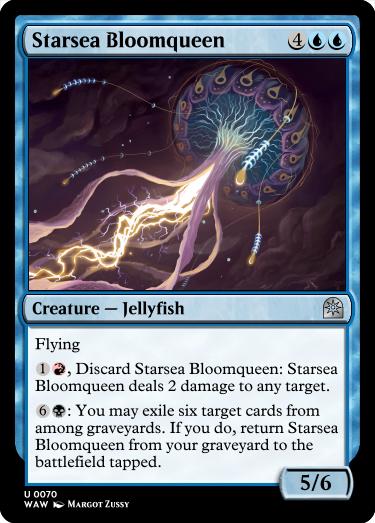 Starsea Bloomqueen 4
Creature — Jellyfish
Flying
1, Discard Starsea Bloomqueen: Starsea
Bloomqueen deals 2 damage to any target.
6: You may exile six target cards from
among graveyards. If you do, return Starsea
Bloomqueen from your graveyard to the
battlefield tapped.
5/6
U 0070
WAW Margot Zussy